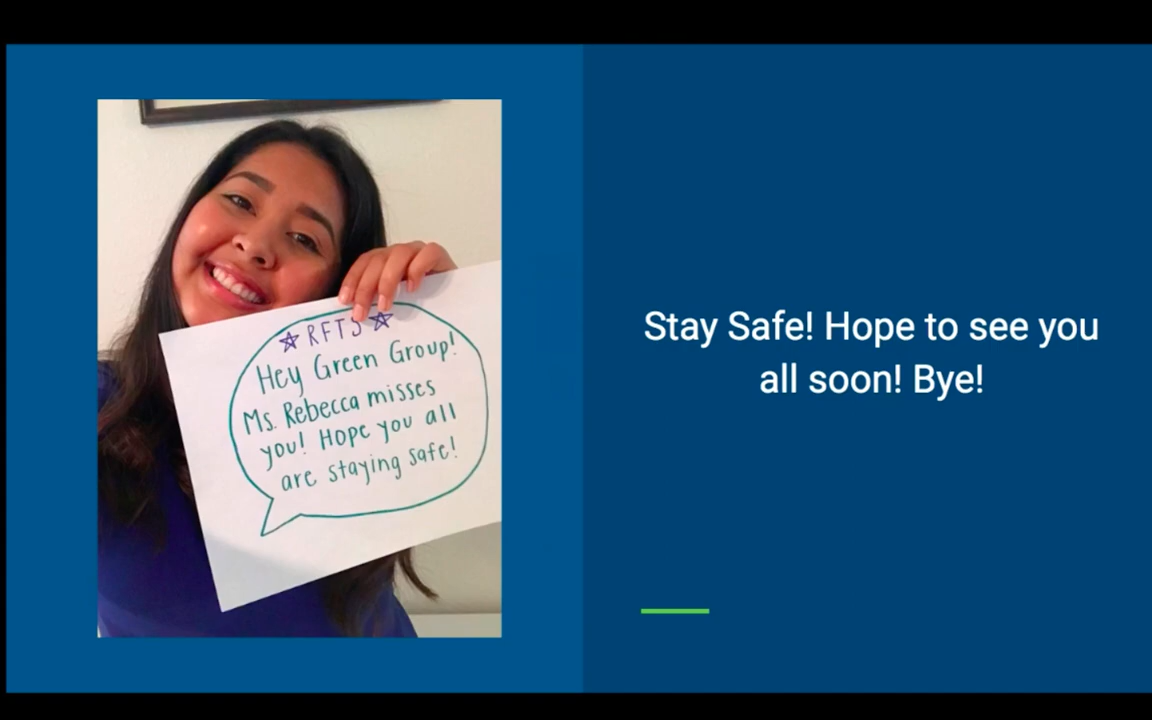 ☆ RFTS ☆
Hey Green Group!
Ms. Rebecca misses
you! Hope you all
are staying safe!
Stay Safe! Hope to see you
all soon! Bye!